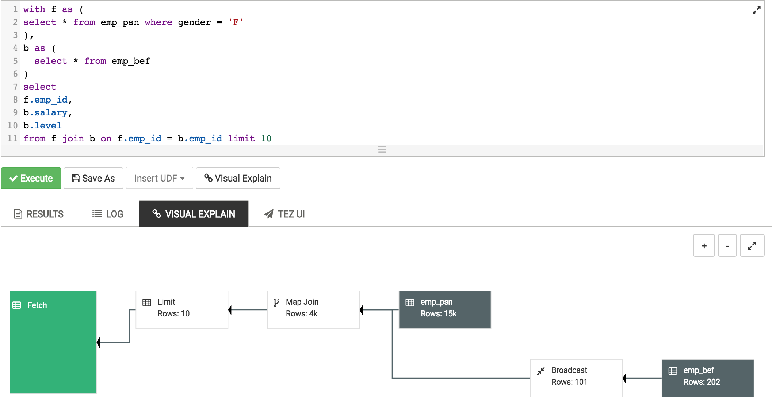 1 with f as (
2 select * from emp_pan where gender = 'F'
3 ),
4 b as (
5 select * from emp_bef
6 )
7 select
8 f.emp_id,
9 b.salary,
10 b.level
11 from f join b on f.emp_id = b.emp_id limit 10
Execute Save As Insert UDF Visual Explain
RESULTS LOG VISUAL EXPLAIN TEZ UI
+ -
Fetch
Limit
Rows: 10
Map Join
Rows: 4k
emp_pan
Rows: 15k
Broadcast
Rows: 101
emp_bef
Rows: 202